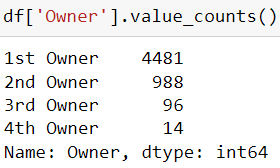 df['Owner'].value_counts()
1st Owner    4481
2nd Owner     988
3rd Owner      96
4th Owner      14
Name: Owner, dtype: int64